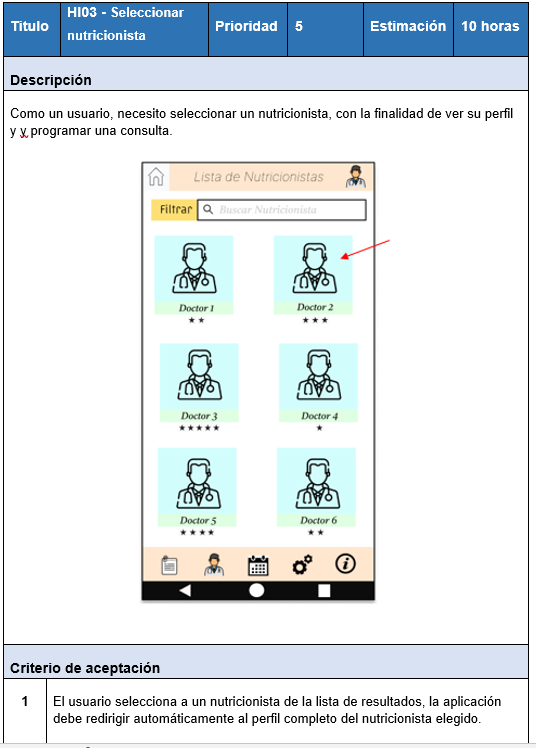 Titulo
HI03 - Seleccionar
nutricionista
Prioridad
5
Estimación
10 horas
Descripción
Como un usuario, necesito seleccionar un nutricionista, con la finalidad de ver su perfil
y y programar una consulta.
Lista de Nutricionistas
Filtrar
Buscar Nutricionista
Doctor 1
★ ★
Doctor 2
★ ★ ★
Doctor 3
★ ★ ★ ★ ★
Doctor 4
★
Doctor 5
★ ★ ★ ★
Doctor 6
★ ★
Criterio de aceptación
1
El usuario selecciona a un nutricionista de la lista de resultados, la aplicación
debe redirigir automáticamente al perfil completo del nutricionista elegido.